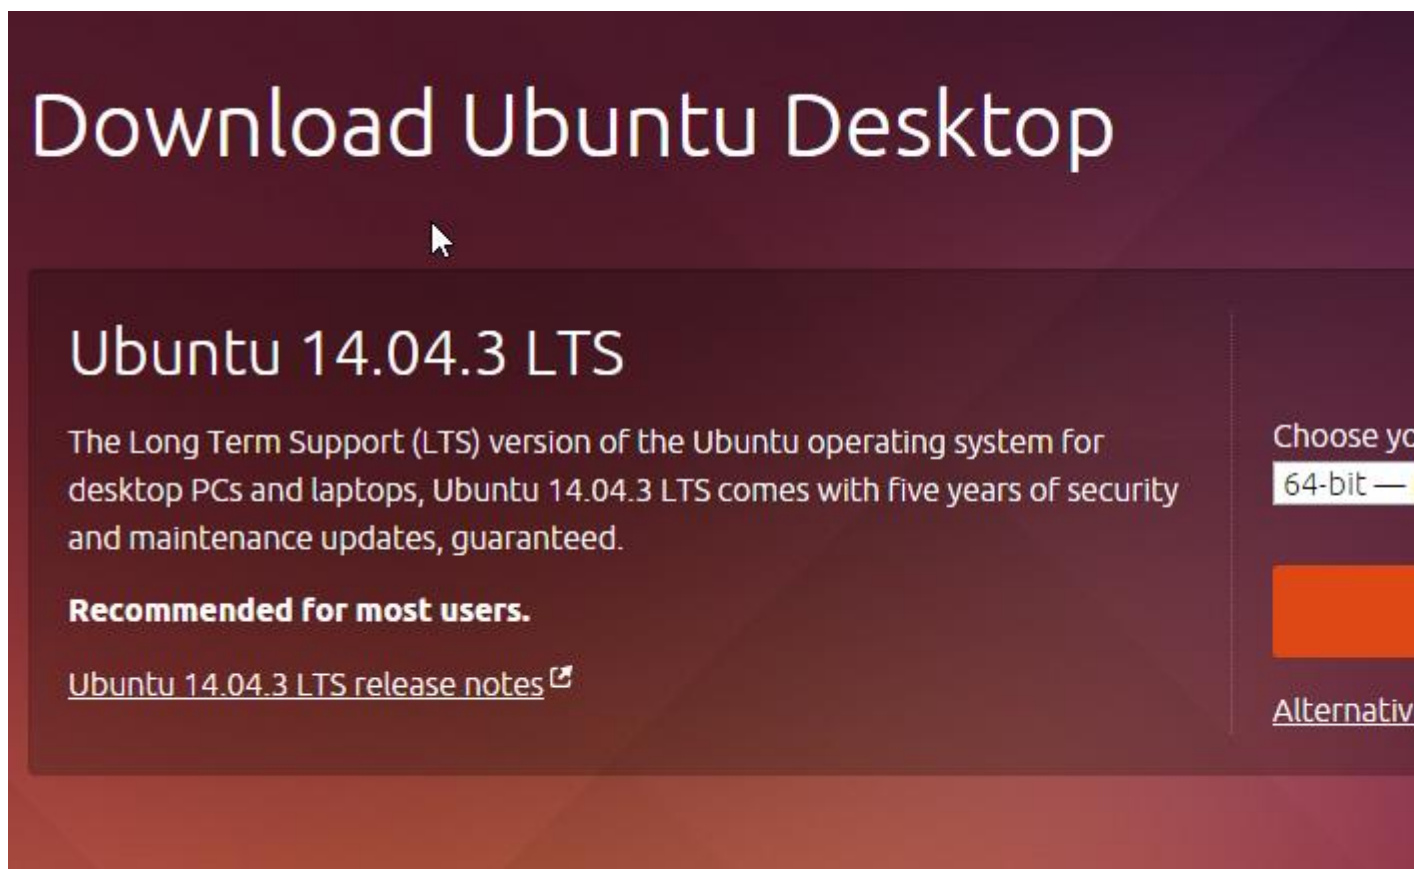 Download Ubuntu Desktop
Ubuntu 14.04.3 LTS
The Long Term Support (LTS) version of the Ubuntu operating system for
desktop PCs and laptops, Ubuntu 14.04.3 LTS comes with five years of security
and maintenance updates, guaranteed.
Recommended for most users.
Ubuntu 14.04.3 LTS release notes
Choose
64-bit —